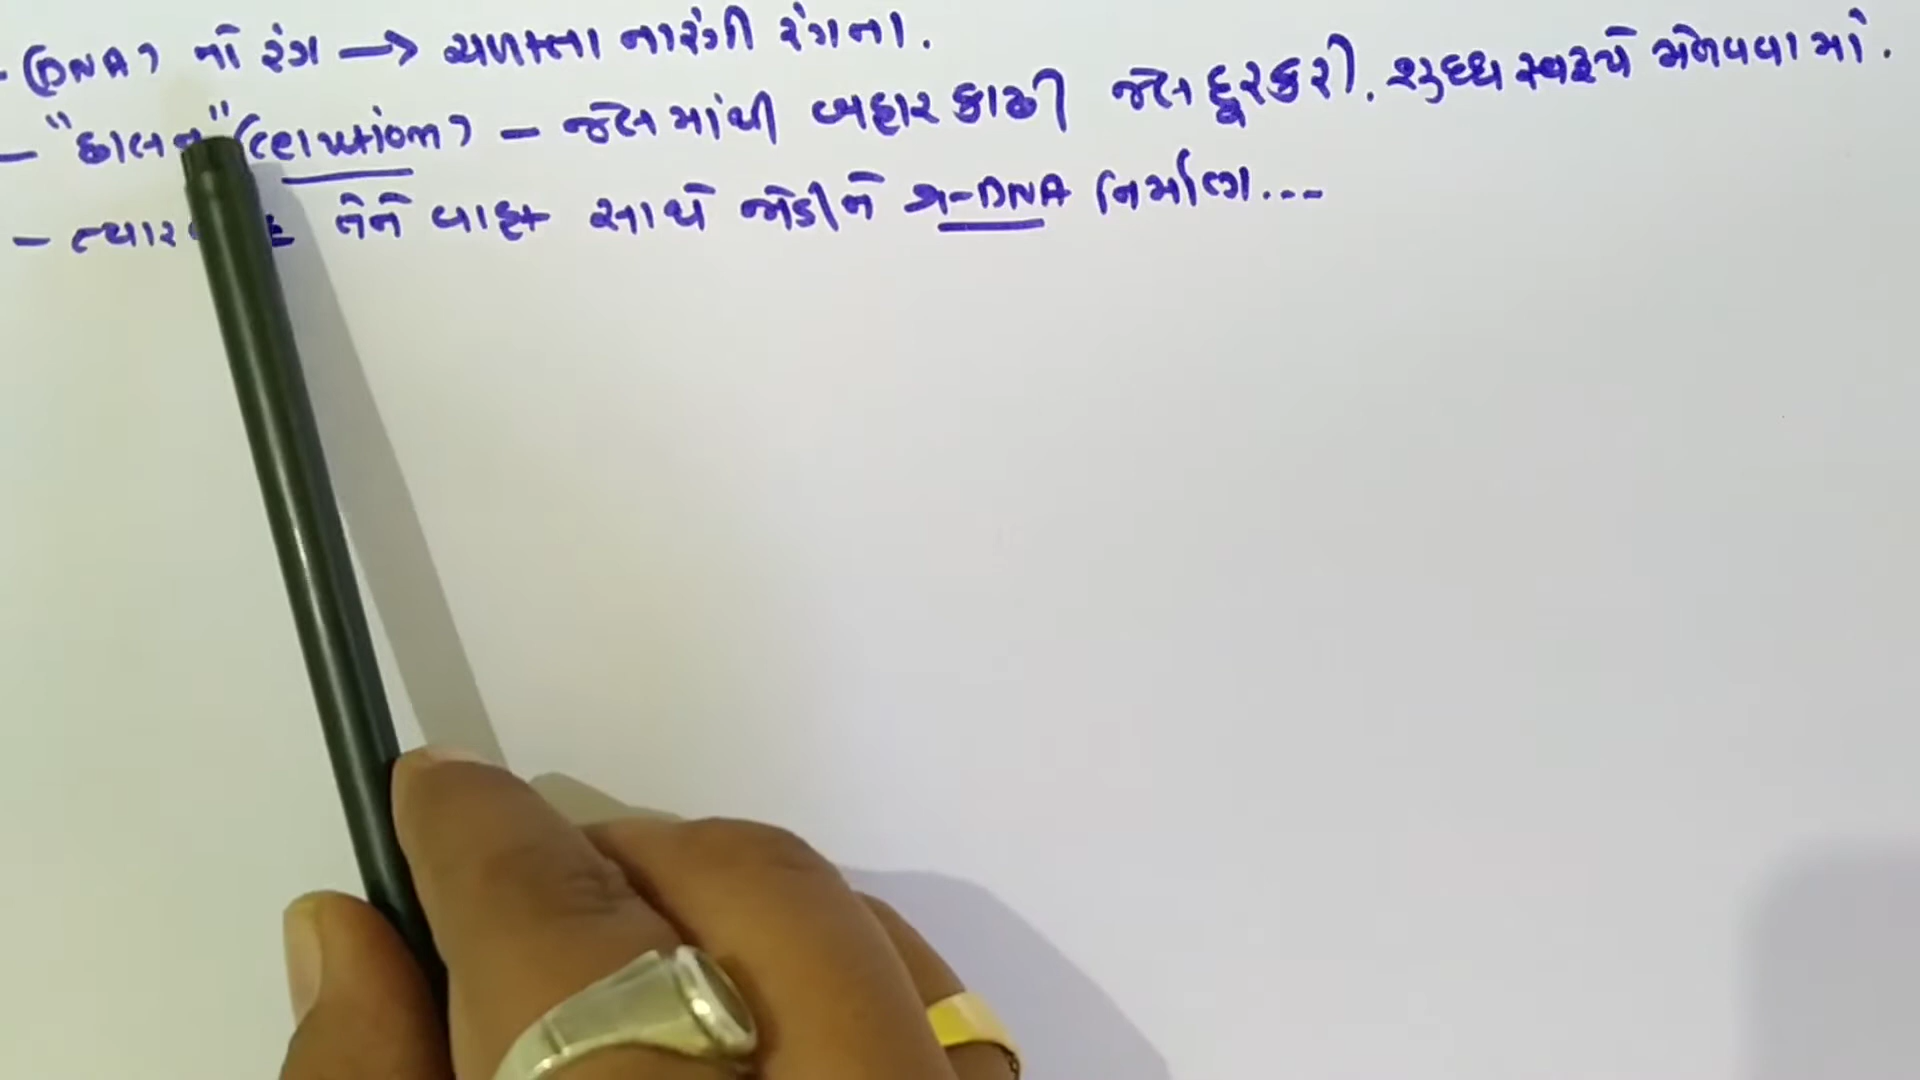 - (DNA) નો રંગ → ચળકતા નારંગી રંગના.
- "ક્ષાલન" (elution) - જેલ માંથી બહાર કાઢી જેલ દૂર કરી. શુધ્ધ સ્વરૂપે મેળવવા માં.
- ત્યાર તેને વાહક સાથે જોડીને r-DNA નિર્માણ...